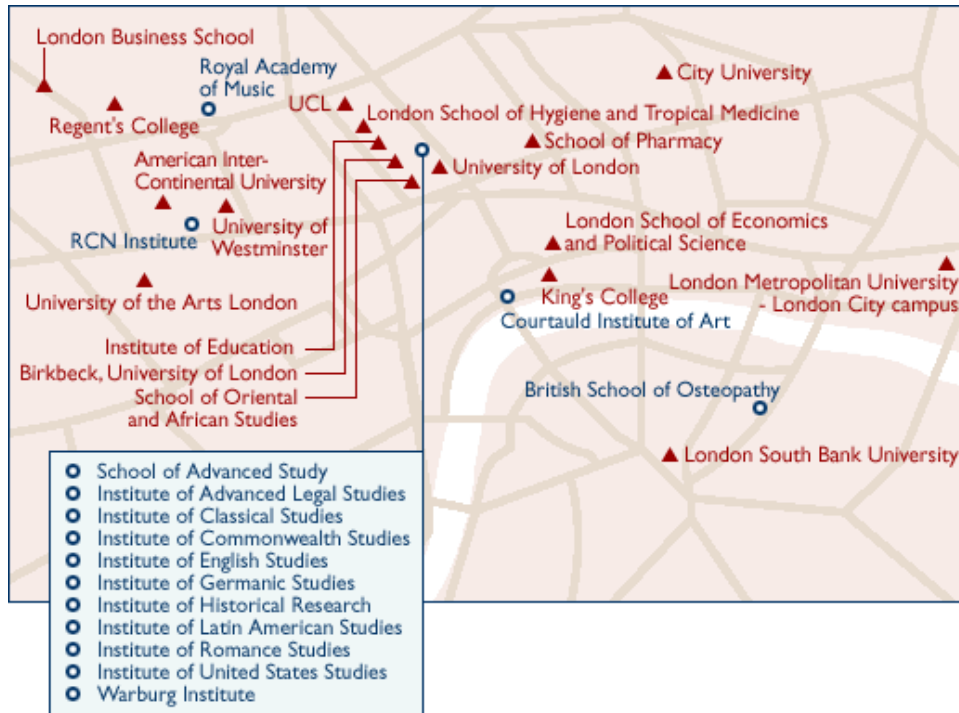 London Business School
Royal Academy
of Music
City University
UCL
London School of Hygiene and Tropical Medicine
Regent's College
School of Pharmacy
American Inter-
Continental University
University of London
RCN Institute
University of
Westminster
London School of Economics
and Political Science
University of the Arts London
King's College
London Metropolitan University
- London City campus
Courtauld Institute of Art
Institute of Education
Birkbeck, University of London
School of Oriental
and African Studies
British School of Osteopathy
London South Bank University
School of Advanced Study
Institute of Advanced Legal Studies
Institute of Classical Studies
Institute of Commonwealth Studies
Institute of English Studies
Institute of Germanic Studies
Institute of Historical Research
Institute of Latin American Studies
Institute of Romance Studies
Institute of United States Studies
Warburg Institute